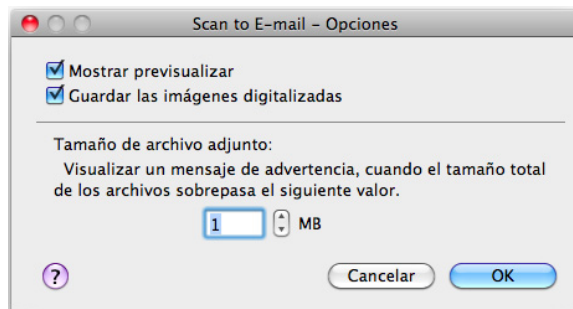 Scan to E-mail – Opciones
Mostrar previsualizar
Guardar las imágenes digitalizadas
Tamaño de archivo adjunto:
Visualizar un mensaje de advertencia, cuando el tamaño total
de los archivos sobrepasa el siguiente valor.
1 MB
? Cancelar OK